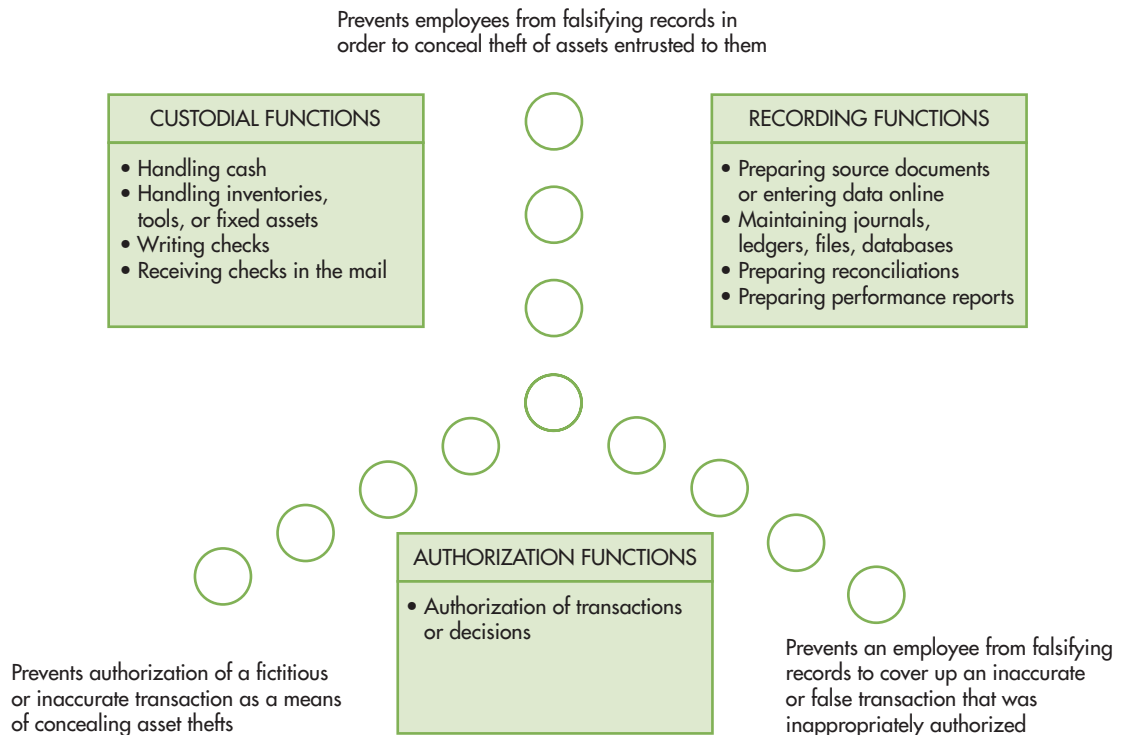 Prevents employees from falsifying records in
order to conceal theft of assets entrusted to them
CUSTODIAL FUNCTIONS
• Handling cash
• Handling inventories,
tools, or fixed assets
• Writing checks
• Receiving checks in the mail
RECORDING FUNCTIONS
• Preparing source documents
or entering data online
• Maintaining journals,
ledgers, files, databases
• Preparing reconciliations
• Preparing performance reports
AUTHORIZATION FUNCTIONS
• Authorization of transactions
or decisions
Prevents authorization of a fictitious
or inaccurate transaction as a means
of concealing asset thefts
Prevents an employee from falsifying
records to cover up an inaccurate
or false transaction that was
inappropriately authorized